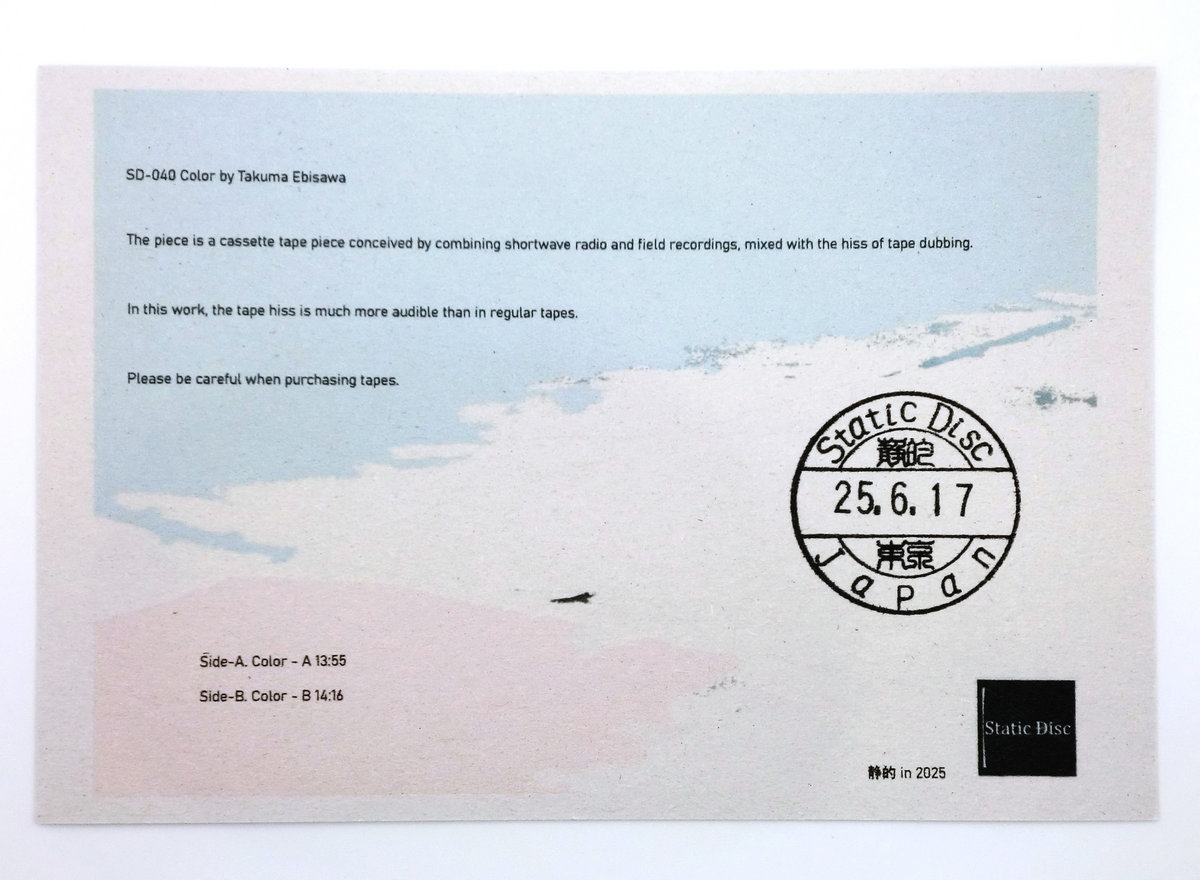 SD-040 Color by Takuma Ebisawa
The piece is a cassette tape piece conceived by combining shortwave radio and field recordings, mixed with the hiss of tape dubbing.
In this work, the tape hiss is much more audible than in regular tapes.
Please be careful when purchasing tapes.
Static Disc
静的
25.6.17
東京
Japan
Side-A. Color - A 13:55
Side-B. Color - B 14:16
Static Disc
静的 in 2025